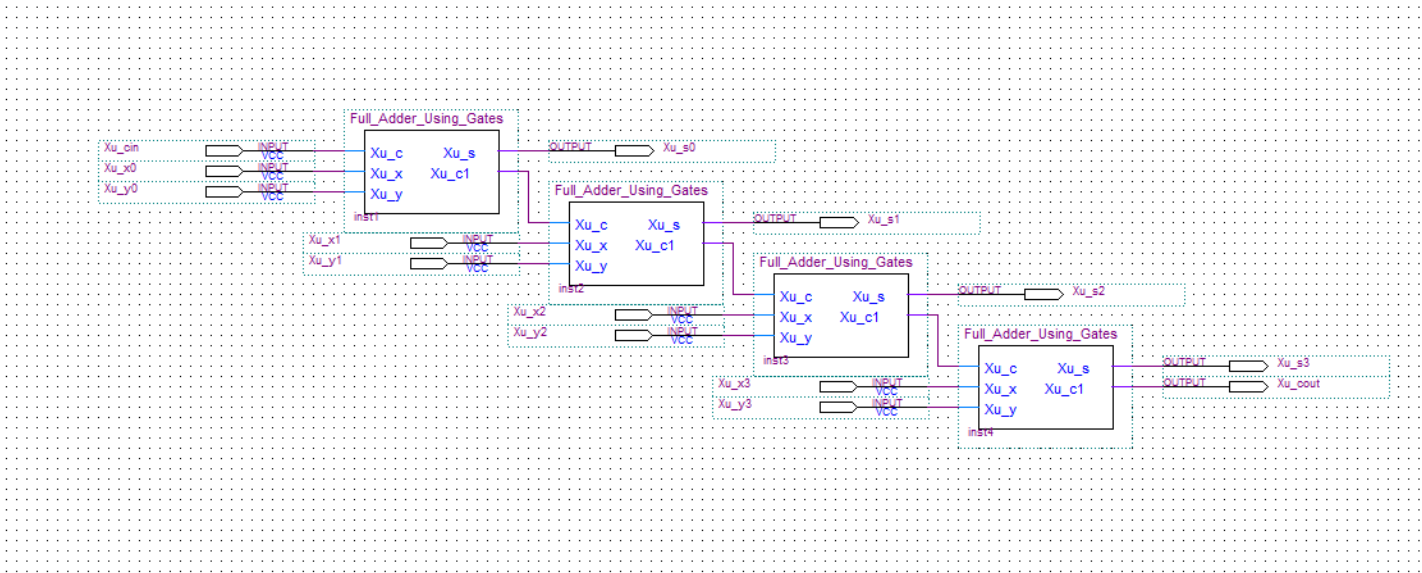 Full_Adder_Using_Gates
Xu_cin INPUT VCC Xu_c Xu_s OUTPUT Xu_s0
Xu_x0 INPUT VCC Xu_x Xu_c1
Xu_y0 INPUT VCC Xu_y
inst1
Full_Adder_Using_Gates
Xu_c Xu_s OUTPUT Xu_s1
Xu_x1 INPUT VCC Xu_x Xu_c1
Xu_y1 INPUT VCC Xu_y
inst2
Full_Adder_Using_Gates
Xu_c Xu_s OUTPUT Xu_s2
Xu_x2 INPUT VCC Xu_x Xu_c1
Xu_y2 INPUT VCC Xu_y
inst3
Full_Adder_Using_Gates
Xu_c Xu_s OUTPUT Xu_s3
Xu_x3 INPUT VCC Xu_x Xu_c1 OUTPUT Xu_cout
Xu_y3 INPUT VCC Xu_y
inst4